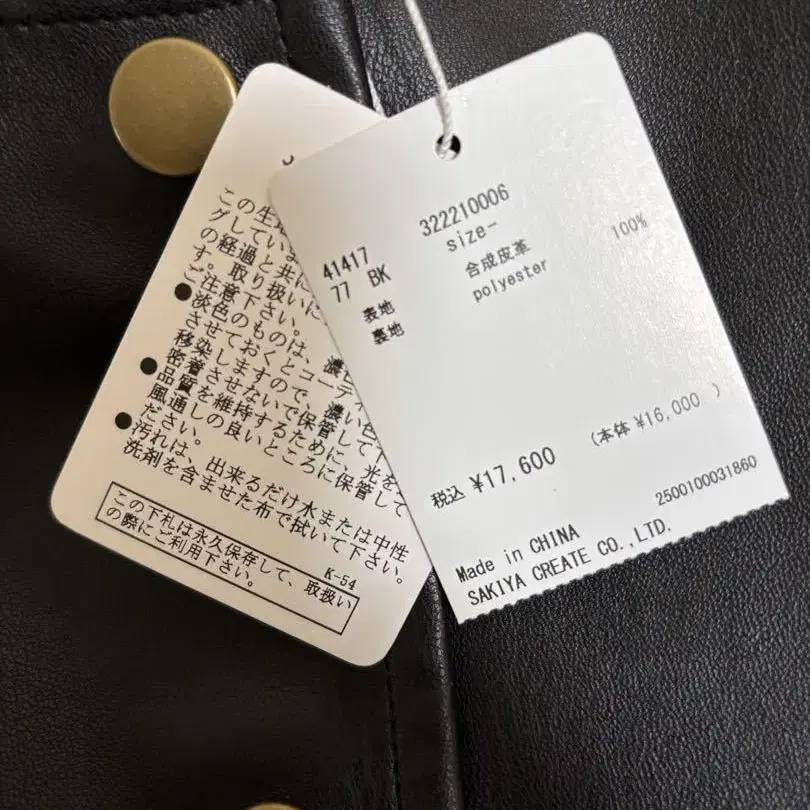 この生
グしてい
の経過と共に
す。取り扱いに
ご注意下さい。
●淡色のものは、濃色
させておくとコーテ
移染しますので、濃い色
密着させないで保管して下
●品質を維持するために、光を
風通しの良いところに保管して
ださい。
●汚れは、出来るだけ水または中性
洗剤を含ませた布で拭いて下さい。
この下札は永久保存して、取扱い
の際にご利用下さい。
K-54
322210006
41417 size-
77 BK
表地 合成皮革 100%
裏地 polyester
税込 ¥17,600 (本体 ¥16,000 )
2500100031860
Made in CHINA
SAKIYA CREATE CO.,LTD.